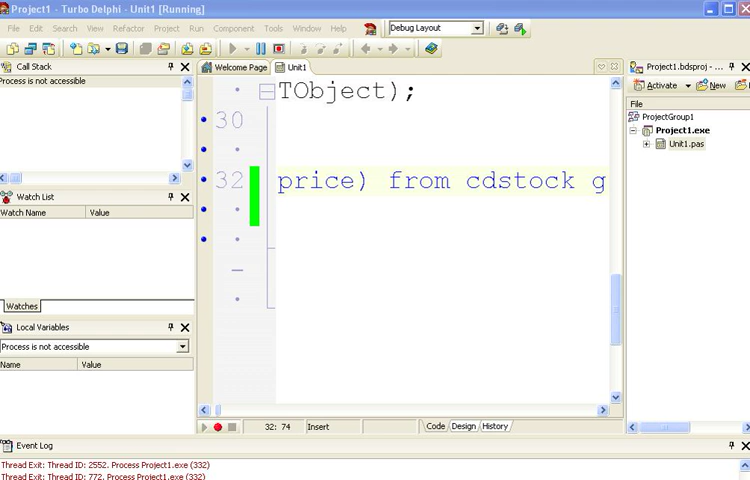 Project1 - Turbo Delphi - Unit1 [Running]
File Edit Search View Refactor Project Run Component Tools Window Help
Debug Layout
Call Stack
Process is not accessible
Watch List
Watch Name Value
Watches
Local Variables
Process is not accessible
Name Value
Welcome Page Unit1
TObject);
30
32 price) from cdstock g
32: 74 Insert
Code Design History
Project1.bdsproj - ...
Activate New
File
ProjectGroup1
Project1.exe
Unit1.pas
Event Log
Thread Exit: Thread ID: 2552. Process Project1.exe (332)
Thread Exit: Thread ID: 772. Process Project1.exe (332)